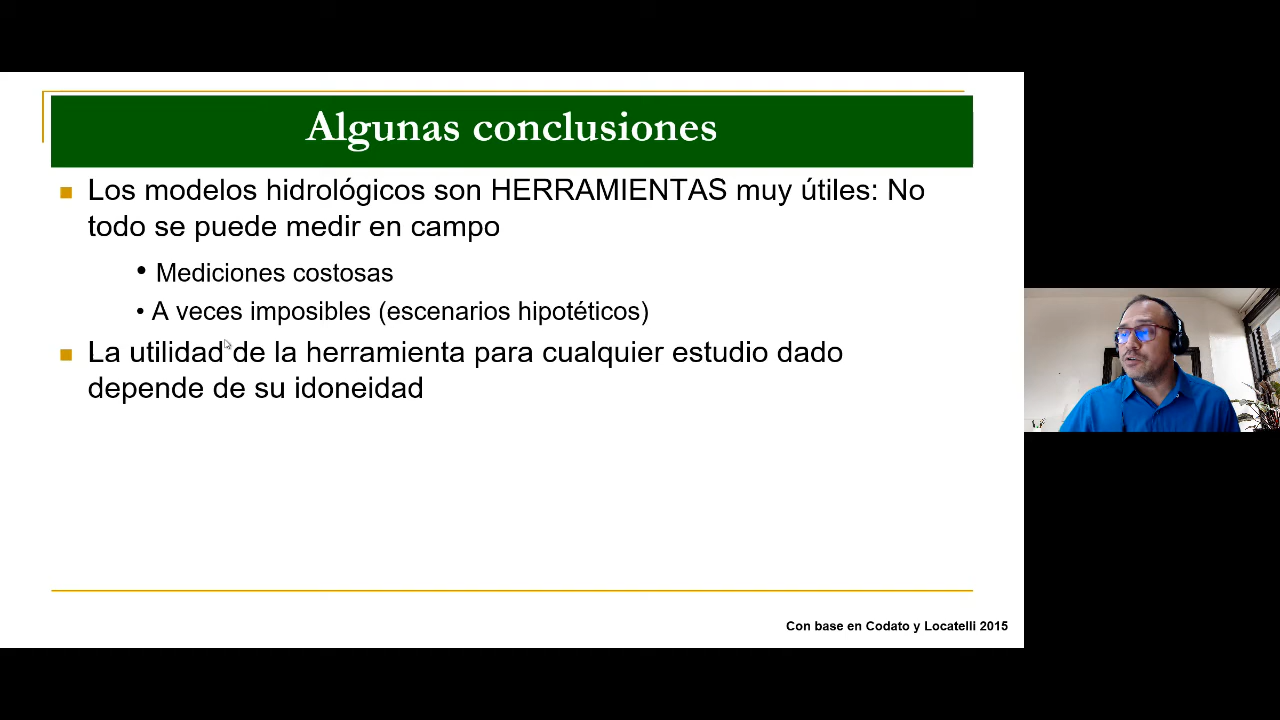 Algunas conclusiones
Los modelos hidrológicos son HERRAMIENTAS muy útiles: No
todo se puede medir en campo
• Mediciones costosas
• A veces imposibles (escenarios hipotéticos)
La utilidad de la herramienta para cualquier estudio dado
depende de su idoneidad
Con base en Codato y Locatelli 2015